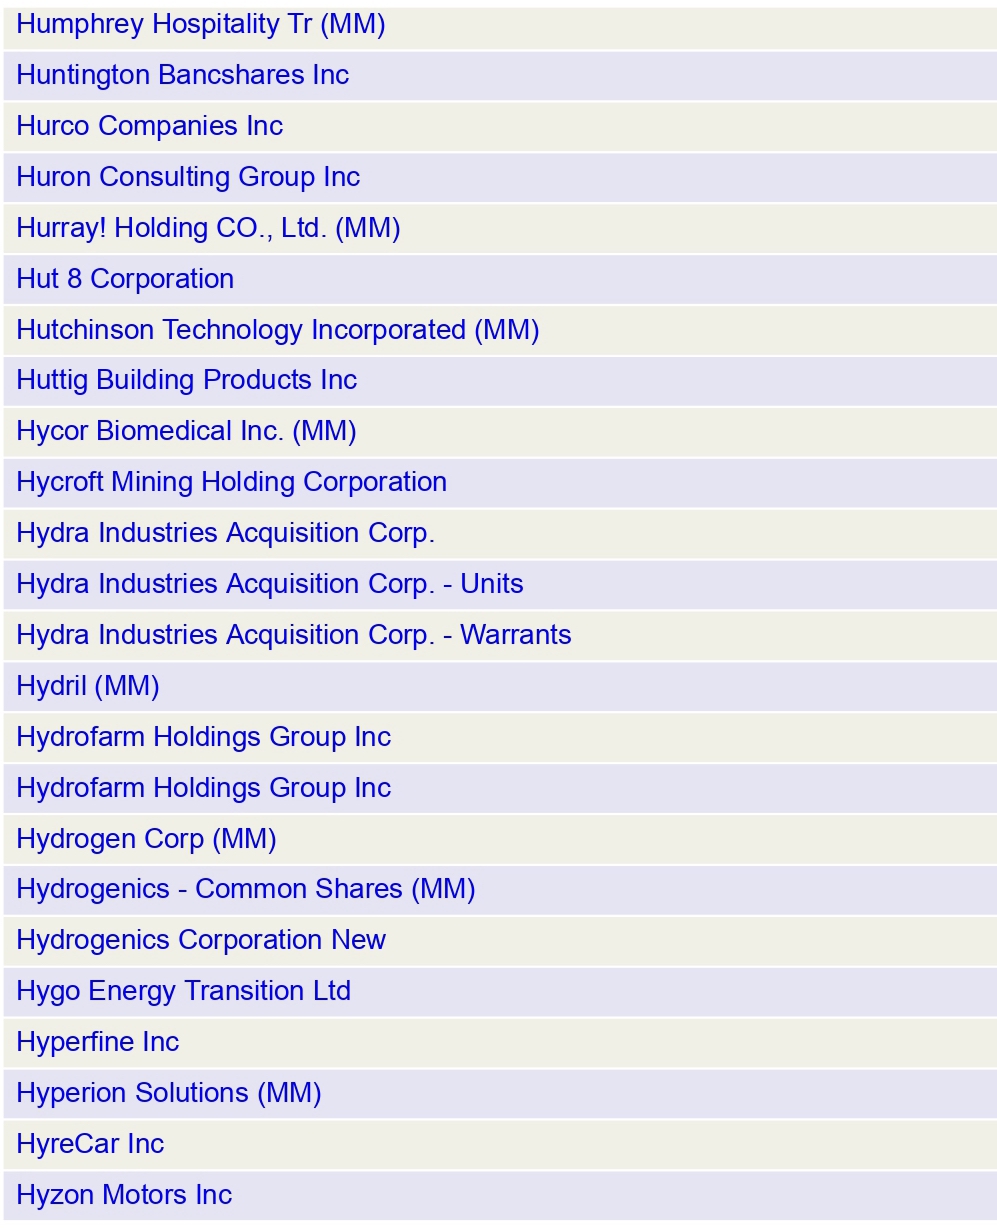 Humphrey Hospitality Tr (MM)
Huntington Bancshares Inc
Hurco Companies Inc
Huron Consulting Group Inc
Hurray! Holding CO., Ltd. (MM)
Hut 8 Corporation
Hutchinson Technology Incorporated (MM)
Huttig Building Products Inc
Hycor Biomedical Inc. (MM)
Hycroft Mining Holding Corporation
Hydra Industries Acquisition Corp.
Hydra Industries Acquisition Corp. - Units
Hydra Industries Acquisition Corp. - Warrants
Hydril (MM)
Hydrofarm Holdings Group Inc
Hydrofarm Holdings Group Inc
Hydrogen Corp (MM)
Hydrogenics - Common Shares (MM)
Hydrogenics Corporation New
Hygo Energy Transition Ltd
Hyperfine Inc
Hyperion Solutions (MM)
HyreCar Inc
Hyzon Motors Inc